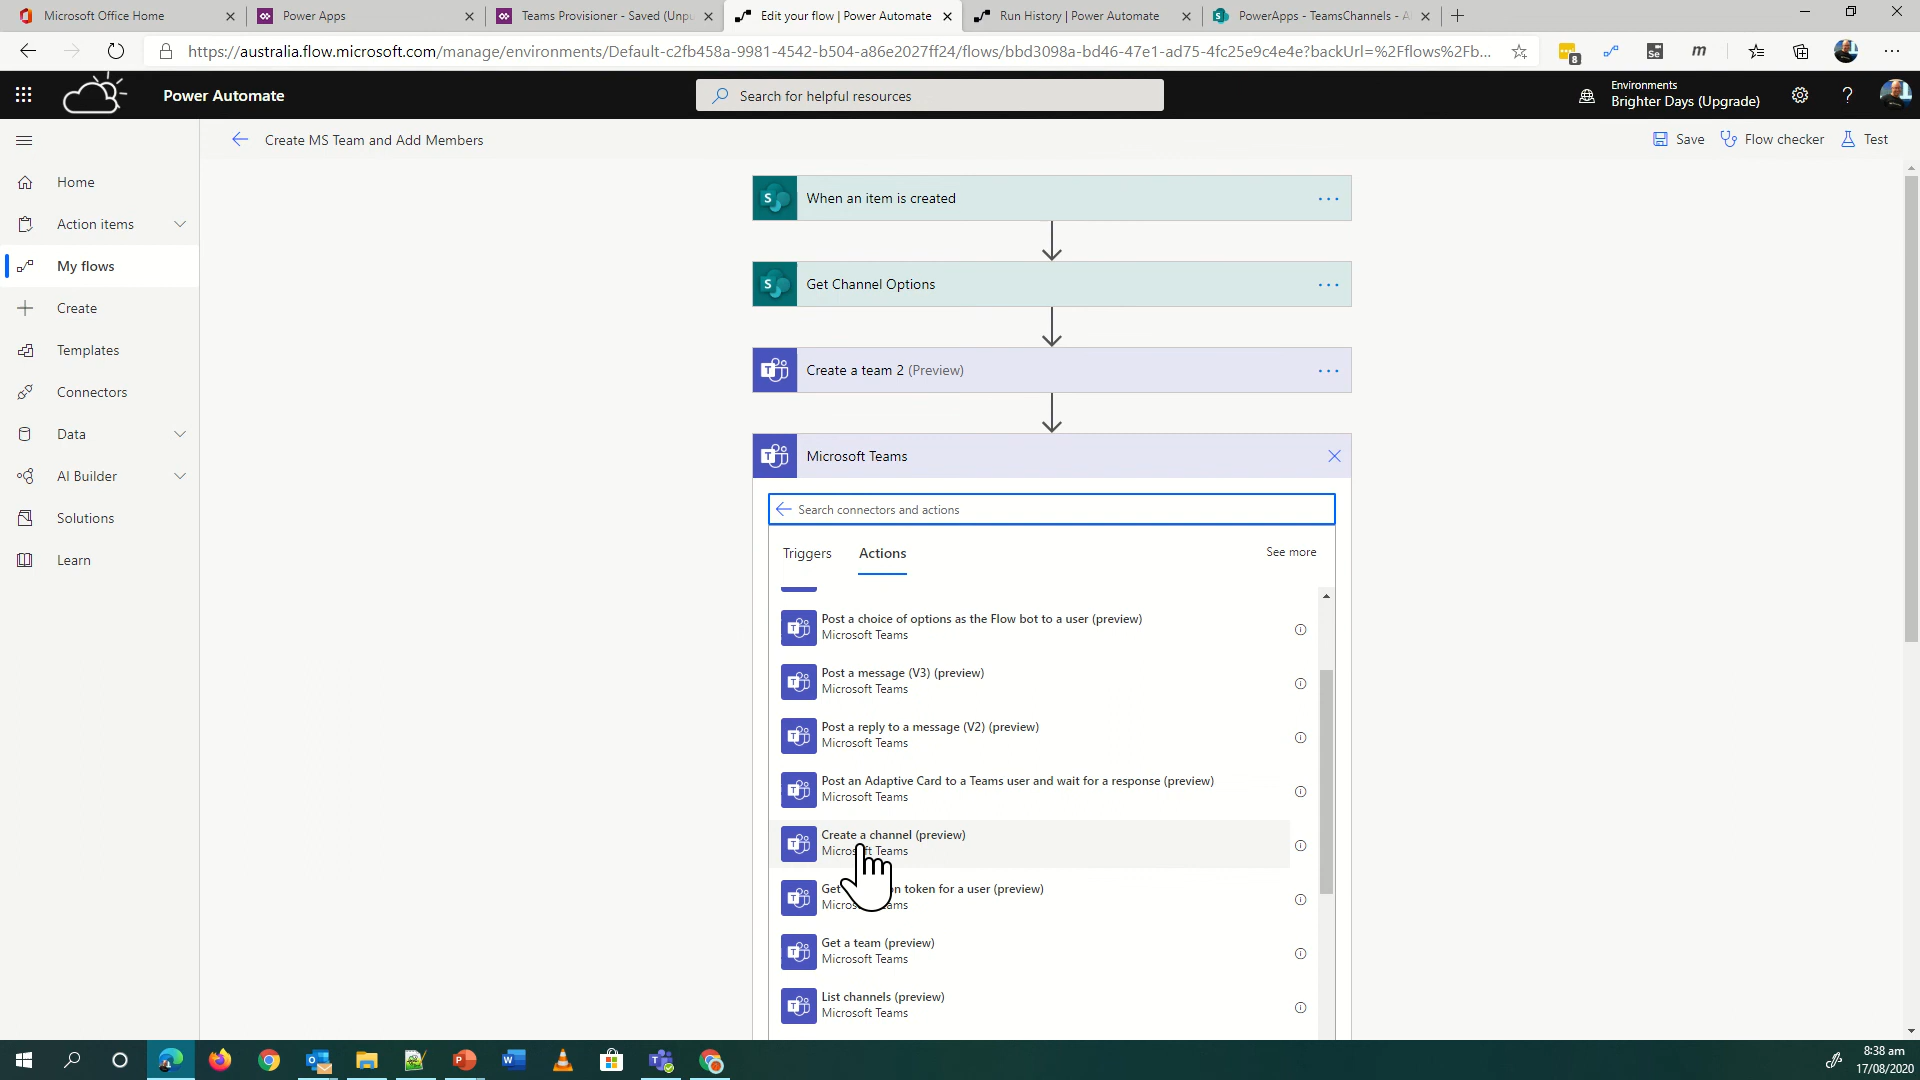 Microsoft Office Home
Power Apps
Teams Provisioner - Saved (Unpu
Edit your flow | Power Automate
Run History | Power Automate
PowerApps - TeamsChannels - A
https://australia.flow.microsoft.com/manage/environments/Default-c2fb458a-9981-4542-b504-a86e2027ff24/flows/bbd3098a-bd46-47e1-ad75-4fc25e9c4e4e?backUrl=%2Fflows%2Fb...
8
Se
m
Power Automate
Search for helpful resources
Environments
Brighter Days (Upgrade)
?
Create MS Team and Add Members
Save
Flow checker
Test
Home
Action items
My flows
Create
Templates
Connectors
Data
AI Builder
Solutions
Learn
When an item is created
Get Channel Options
Create a team 2 (Preview)
Microsoft Teams
Search connectors and actions
Triggers
Actions
See more
Post a choice of options as the Flow bot to a user (preview)
Microsoft Teams
Post a message (V3) (preview)
Microsoft Teams
Post a reply to a message (V2) (preview)
Microsoft Teams
Post an Adaptive Card to a Teams user and wait for a response (preview)
Microsoft Teams
Create a channel (preview)
Microsoft Teams
Get token for a user (preview)
Microsoft Teams
Get a team (preview)
Microsoft Teams
List channels (preview)
Microsoft Teams
8:38 am
17/08/2020